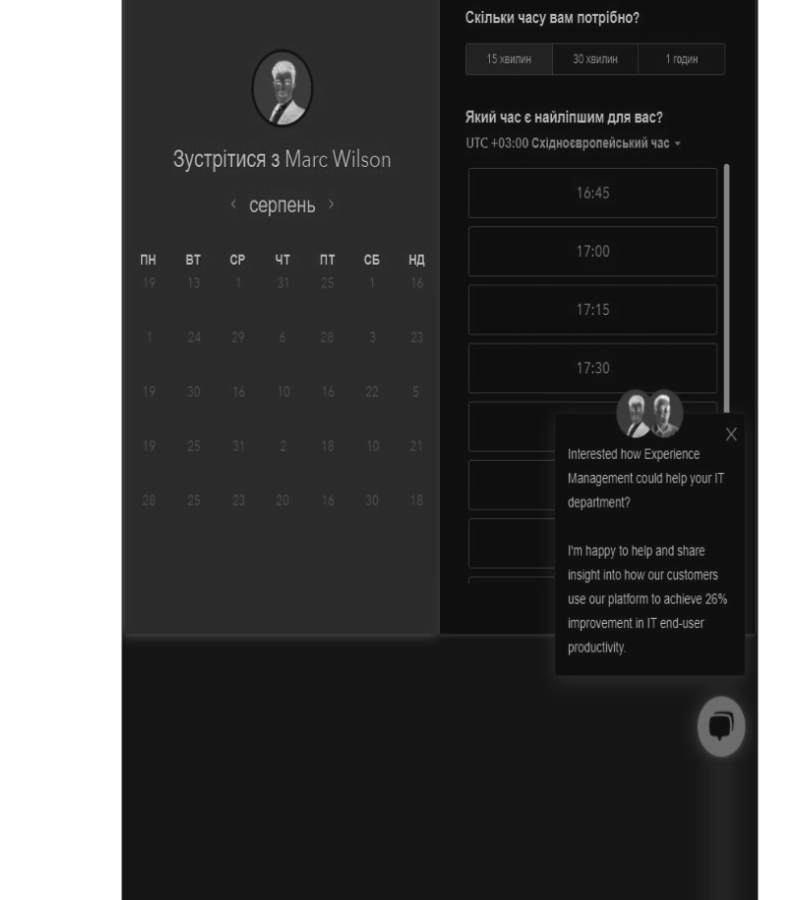 Зустрітися з Marc Wilson
‹ серпень ›
ПН ВТ СР ЧТ ПТ СБ НД
19 13 1 31 25 1 16
1 24 29 6 28 3 23
19 30 16 10 16 22 5
19 25 31 2 18 10 21
28 25 23 20 16 30 18
Скільки часу вам потрібно?
15 хвилин 30 хвилин 1 годин
Який час є найліпшим для вас?
UTC +03:00 Східноєвропейський час
16:45
17:00
17:15
17:30
Interested how Experience
Management could help your IT
department?
I'm happy to help and share
insight into how our customers
use our platform to achieve 26%
improvement in IT end-user
productivity.